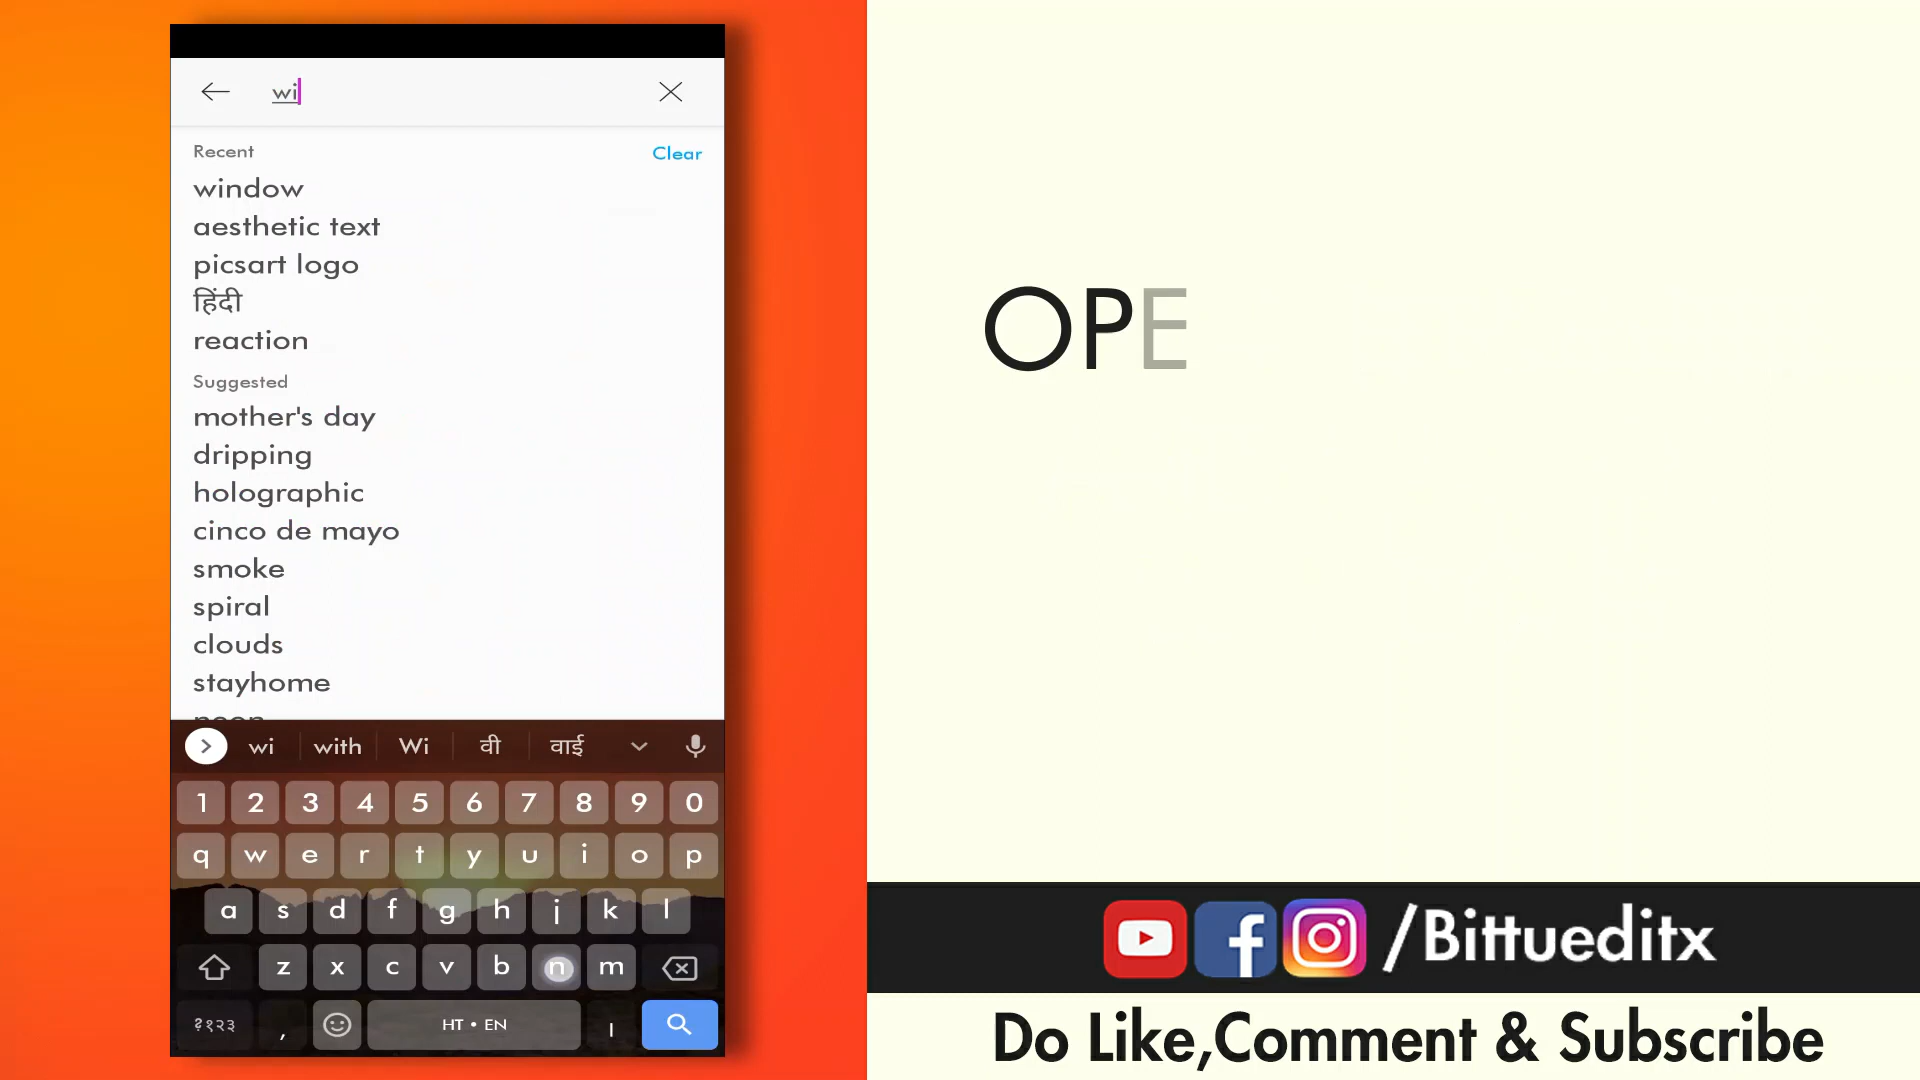 wi
Recent
Clear
window
aesthetic text
picsart logo
हिंदी
reaction
Suggested
mother's day
dripping
holographic
cinco de mayo
smoke
spiral
clouds
stayhome
neon
wi with Wi वी वाई
1 2 3 4 5 6 7 8 9 0
q w e r t y u i o p
a s d f g h j k l
z x c v b n m
?१२३ , HT • EN ।
OPE
/Bittueditx
Do Like,Comment & Subscribe